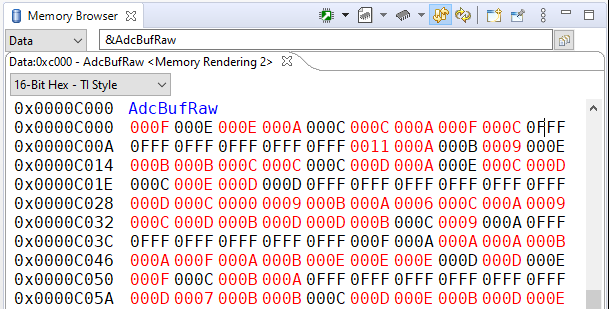 Memory Browser
Data &AdcBufRaw
Data:0xc000 - AdcBufRaw <Memory Rendering 2>
16-Bit Hex - TI Style
0x0000C000 AdcBufRaw
0x0000C000 000F 000E 000E 000A 000C 000C 000A 000F 000C 0FFF
0x0000C00A 0FFF 0FFF 0FFF 0FFF 0FFF 0011 000A 000B 0009 000E
0x0000C014 000B 000B 000C 000C 000C 000D 000A 000E 000C 000D
0x0000C01E 000C 000E 000D 000D 0FFF 0FFF 0FFF 0FFF 0FFF 0FFF
0x0000C028 000D 000C 0000 0009 000B 000A 0006 000C 000A 0009
0x0000C032 000C 000D 000B 000D 000D 000B 000C 0009 000A 0FFF
0x0000C03C 0FFF 0FFF 0FFF 0FFF 0FFF 000F 000A 000A 000A 000B
0x0000C046 000A 000F 000A 000B 000E 000E 000E 000D 000D 000E
0x0000C050 000F 000C 000B 000A 0FFF 0FFF 0FFF 0FFF 0FFF 0FFF
0x0000C05A 000D 0007 000B 000B 000C 000D 000E 000B 000D 000E